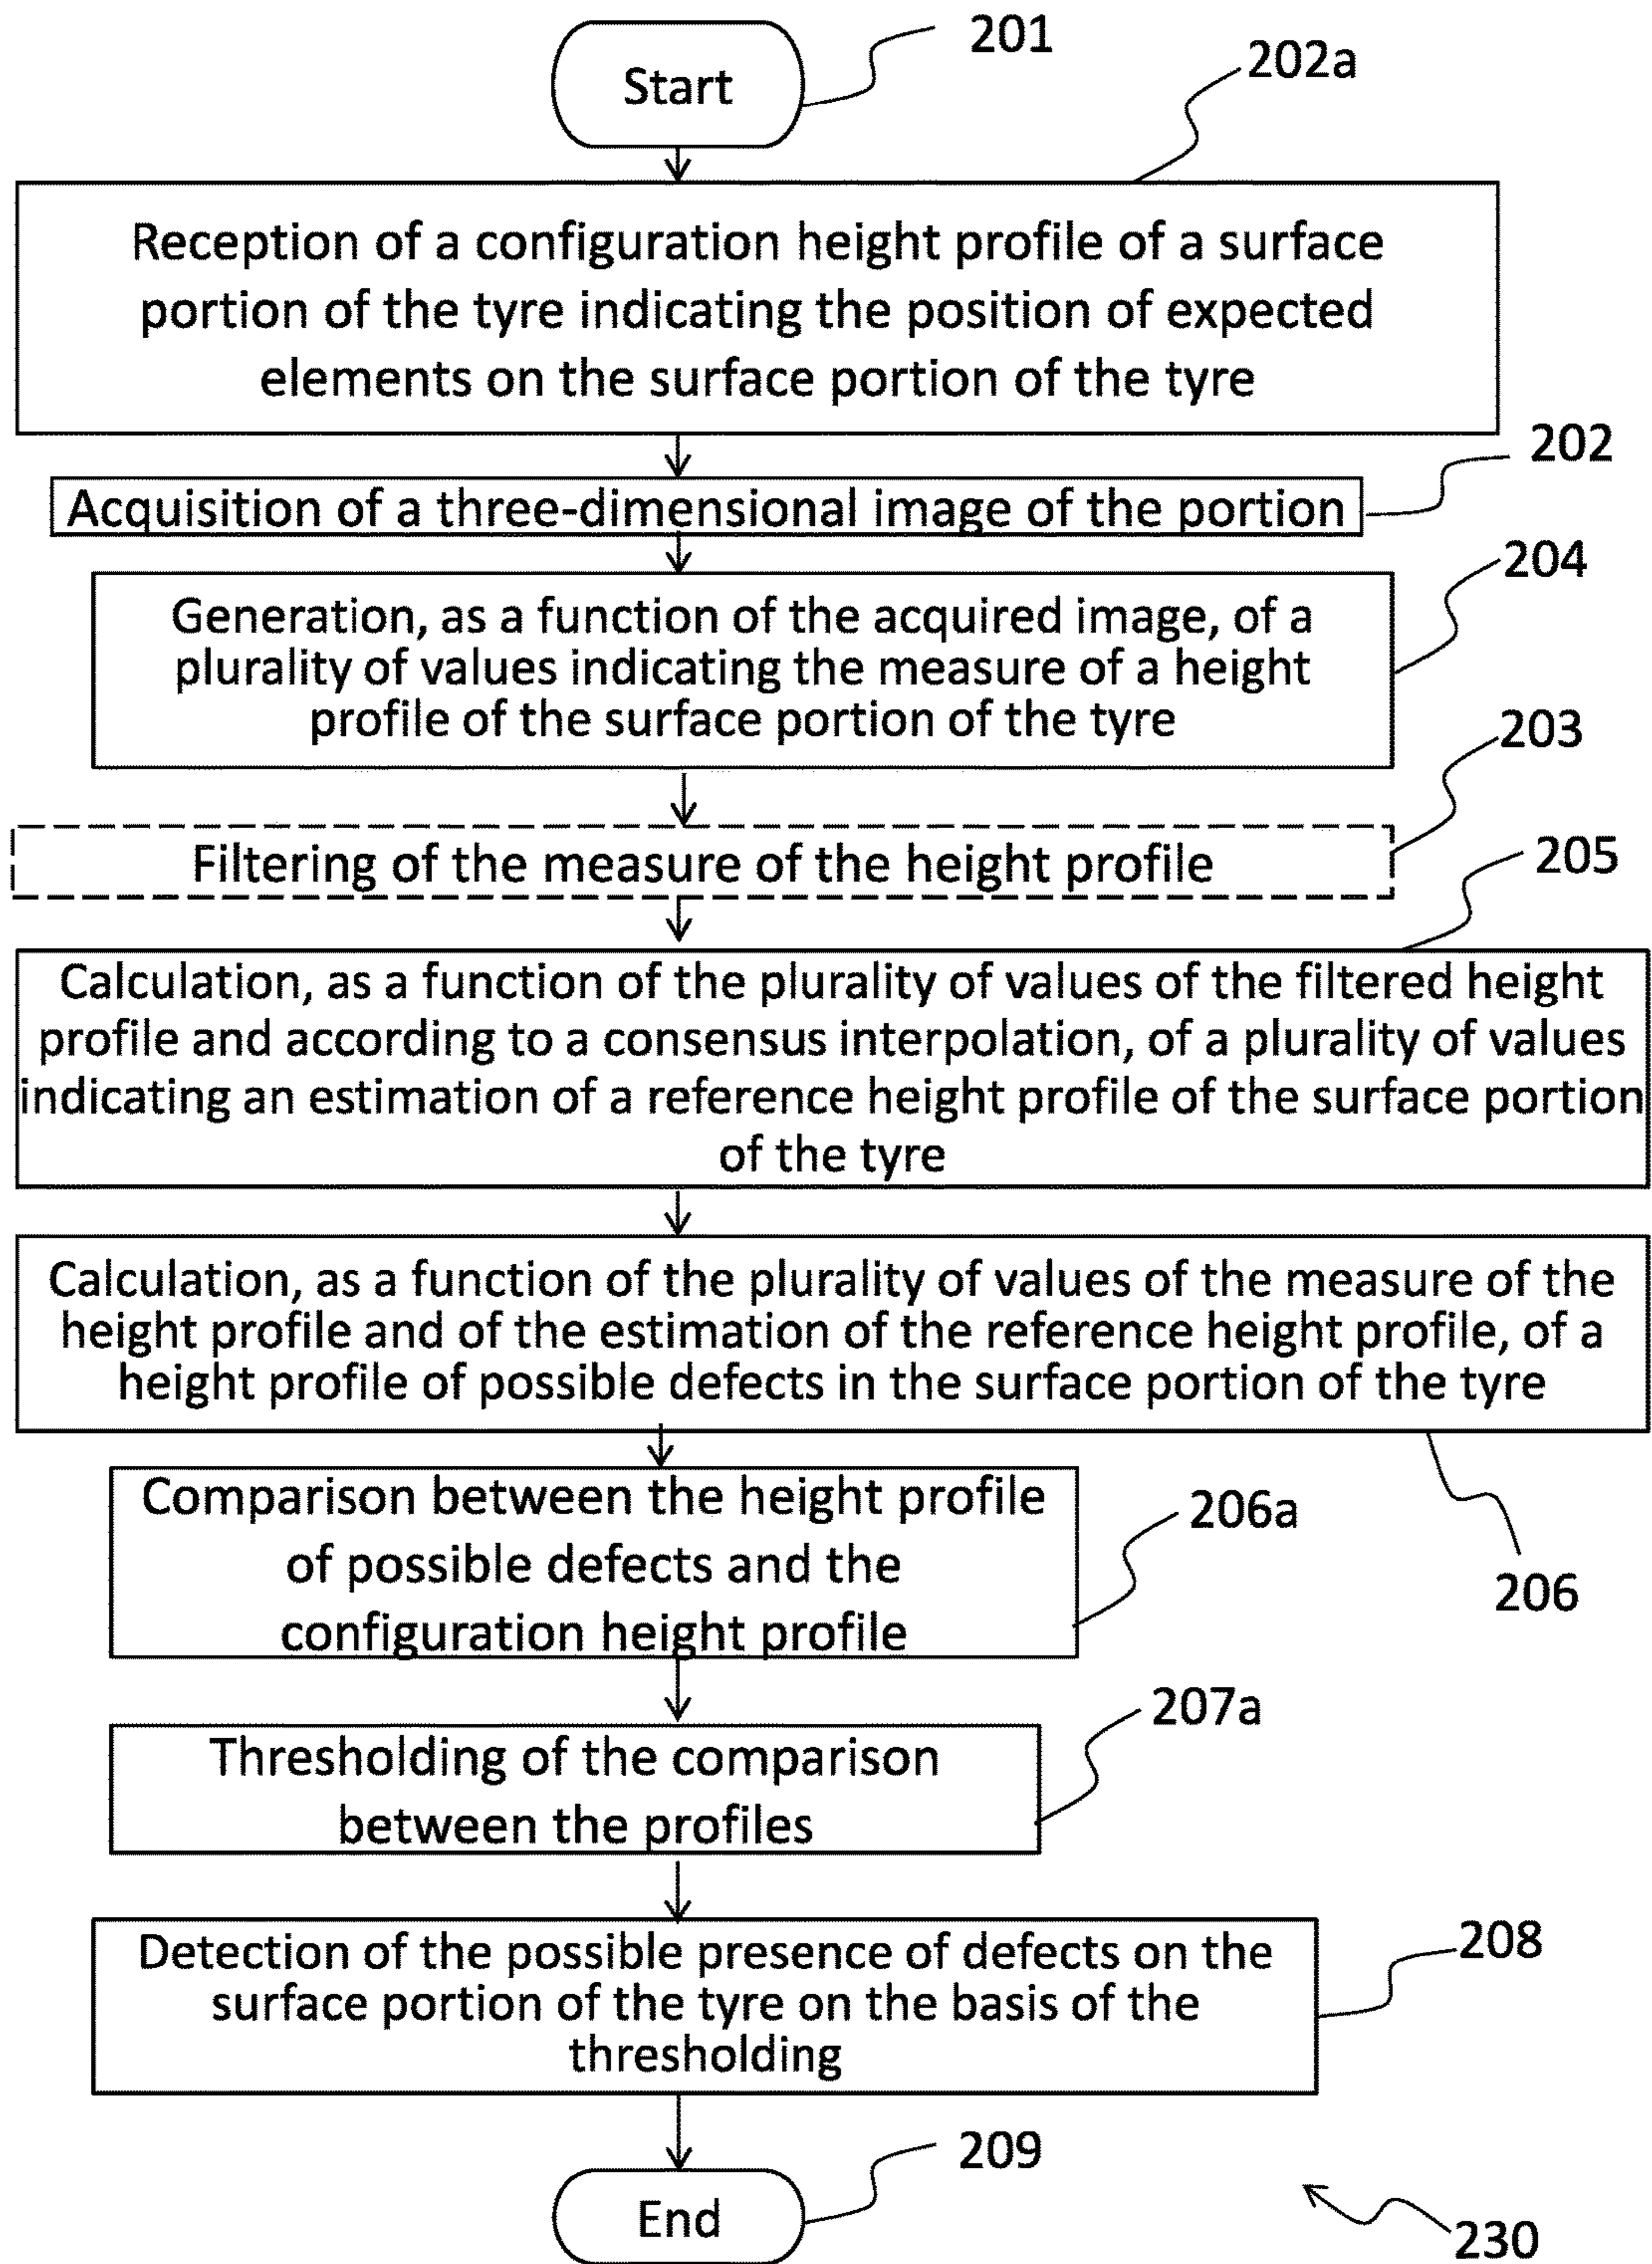 Start
201
202a
Reception of a configuration height profile of a surface
portion of the tyre indicating the position of expected
elements on the surface portion of the tyre
202
Acquisition of a three-dimensional image of the portion
204
Generation, as a function of the acquired image, of a
plurality of values indicating the measure of a height
profile of the surface portion of the tyre
203
Filtering of the measure of the height profile
205
Calculation, as a function of the plurality of values of the filtered height
profile and according to a consensus interpolation, of a plurality of values
indicating an estimation of a reference height profile of the surface portion
of the tyre
Calculation, as a function of the plurality of values of the measure of the
height profile and of the estimation of the reference height profile, of a
height profile of possible defects in the surface portion of the tyre
206
Comparison between the height profile
of possible defects and the
configuration height profile
206a
207a
Thresholding of the comparison
between the profiles
208
Detection of the possible presence of defects on the
surface portion of the tyre on the basis of the
thresholding
209
End
230